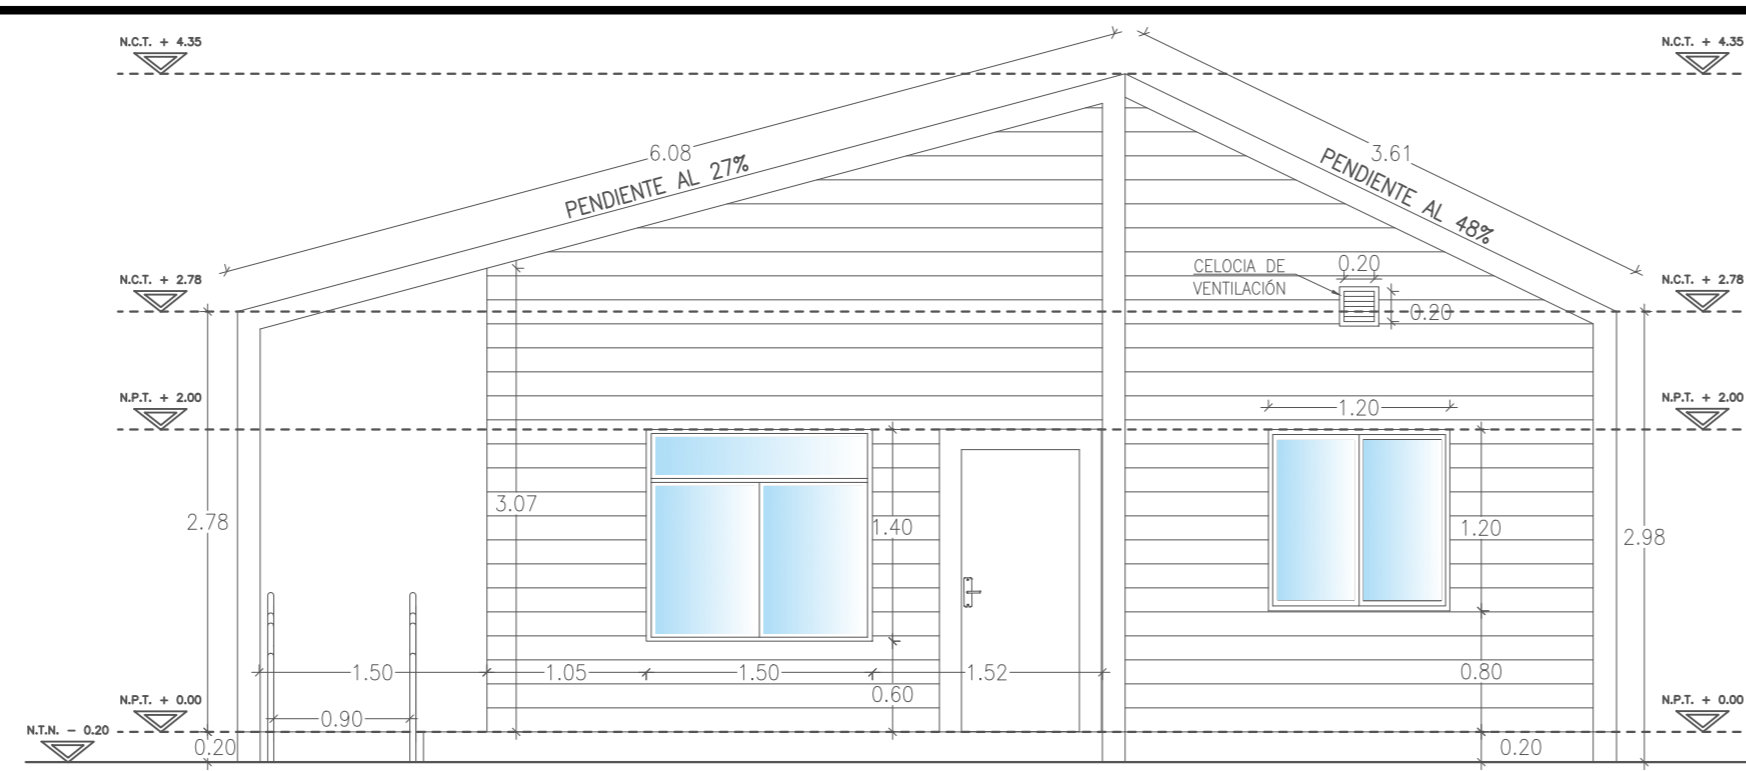 N.C.T. + 4.35
N.C.T. + 4.35
6.08
PENDIENTE AL 27%
3.61
PENDIENTE AL 48%
N.C.T. + 2.78
CELOCIA DE
VENTILACIÓN
0.20
0.20
N.C.T. + 2.78
N.P.T. + 2.00
1.20
N.P.T. + 2.00
2.78
3.07
1.40
1.20
2.98
1.50
1.05
1.50
1.52
0.60
0.80
N.P.T. + 0.00
0.90
N.P.T. + 0.00
N.T.N. - 0.20
0.20
0.20